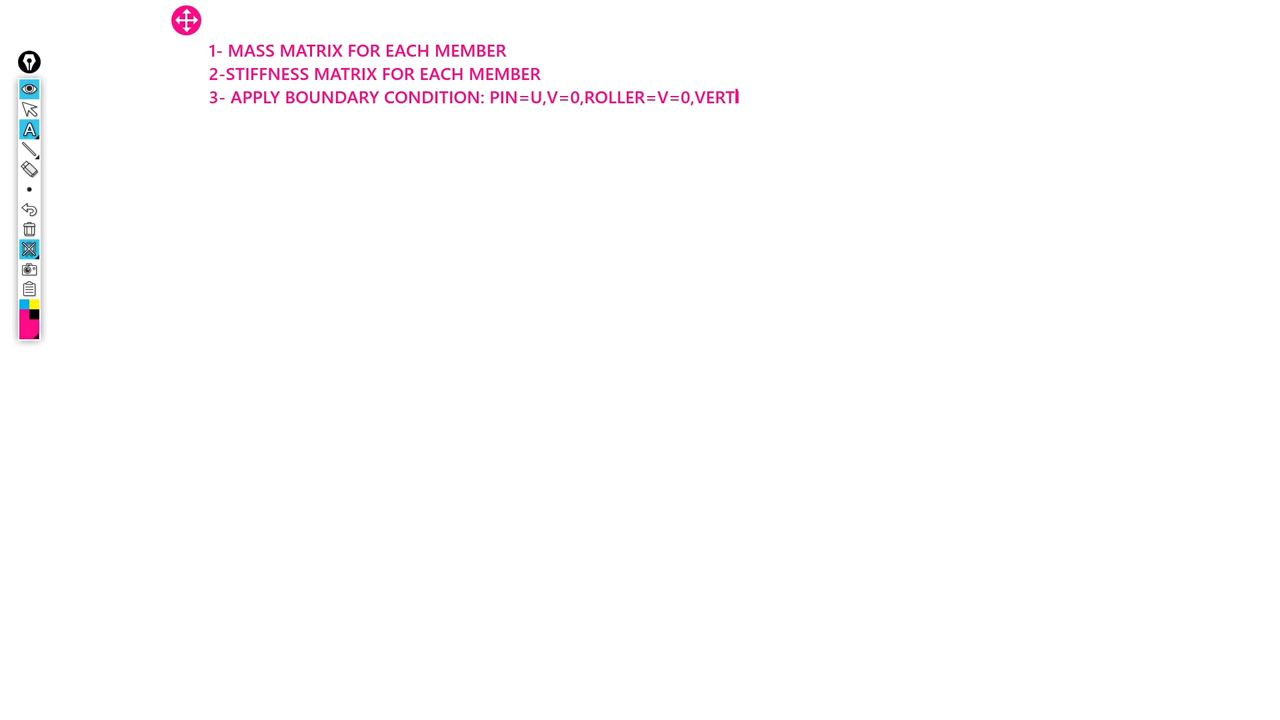 1- MASS MATRIX FOR EACH MEMBER
2-STIFFNESS MATRIX FOR EACH MEMBER
3- APPLY BOUNDARY CONDITION: PIN=U,V=0,ROLLER=V=0,VERT